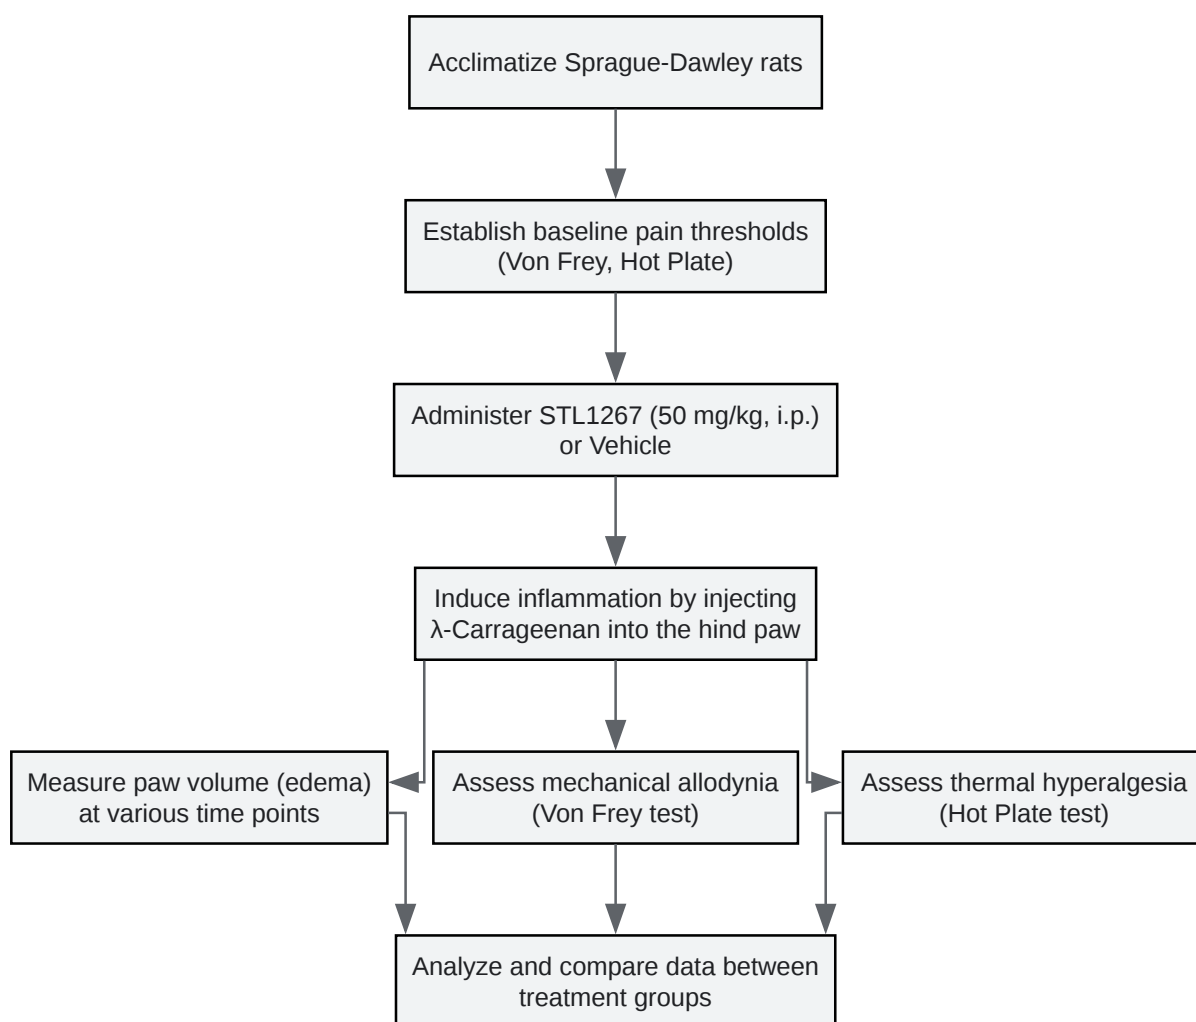 Acclimatize Sprague-Dawley rats
Establish baseline pain thresholds
(Von Frey, Hot Plate)
Administer STL1267 (50 mg/kg, i.p.)
or Vehicle
Induce inflammation by injecting
λ-Carrageenan into the hind paw
Measure paw volume (edema)
at various time points
Assess mechanical allodynia
(Von Frey test)
Assess thermal hyperalgesia
(Hot Plate test)
Analyze and compare data between
treatment groups